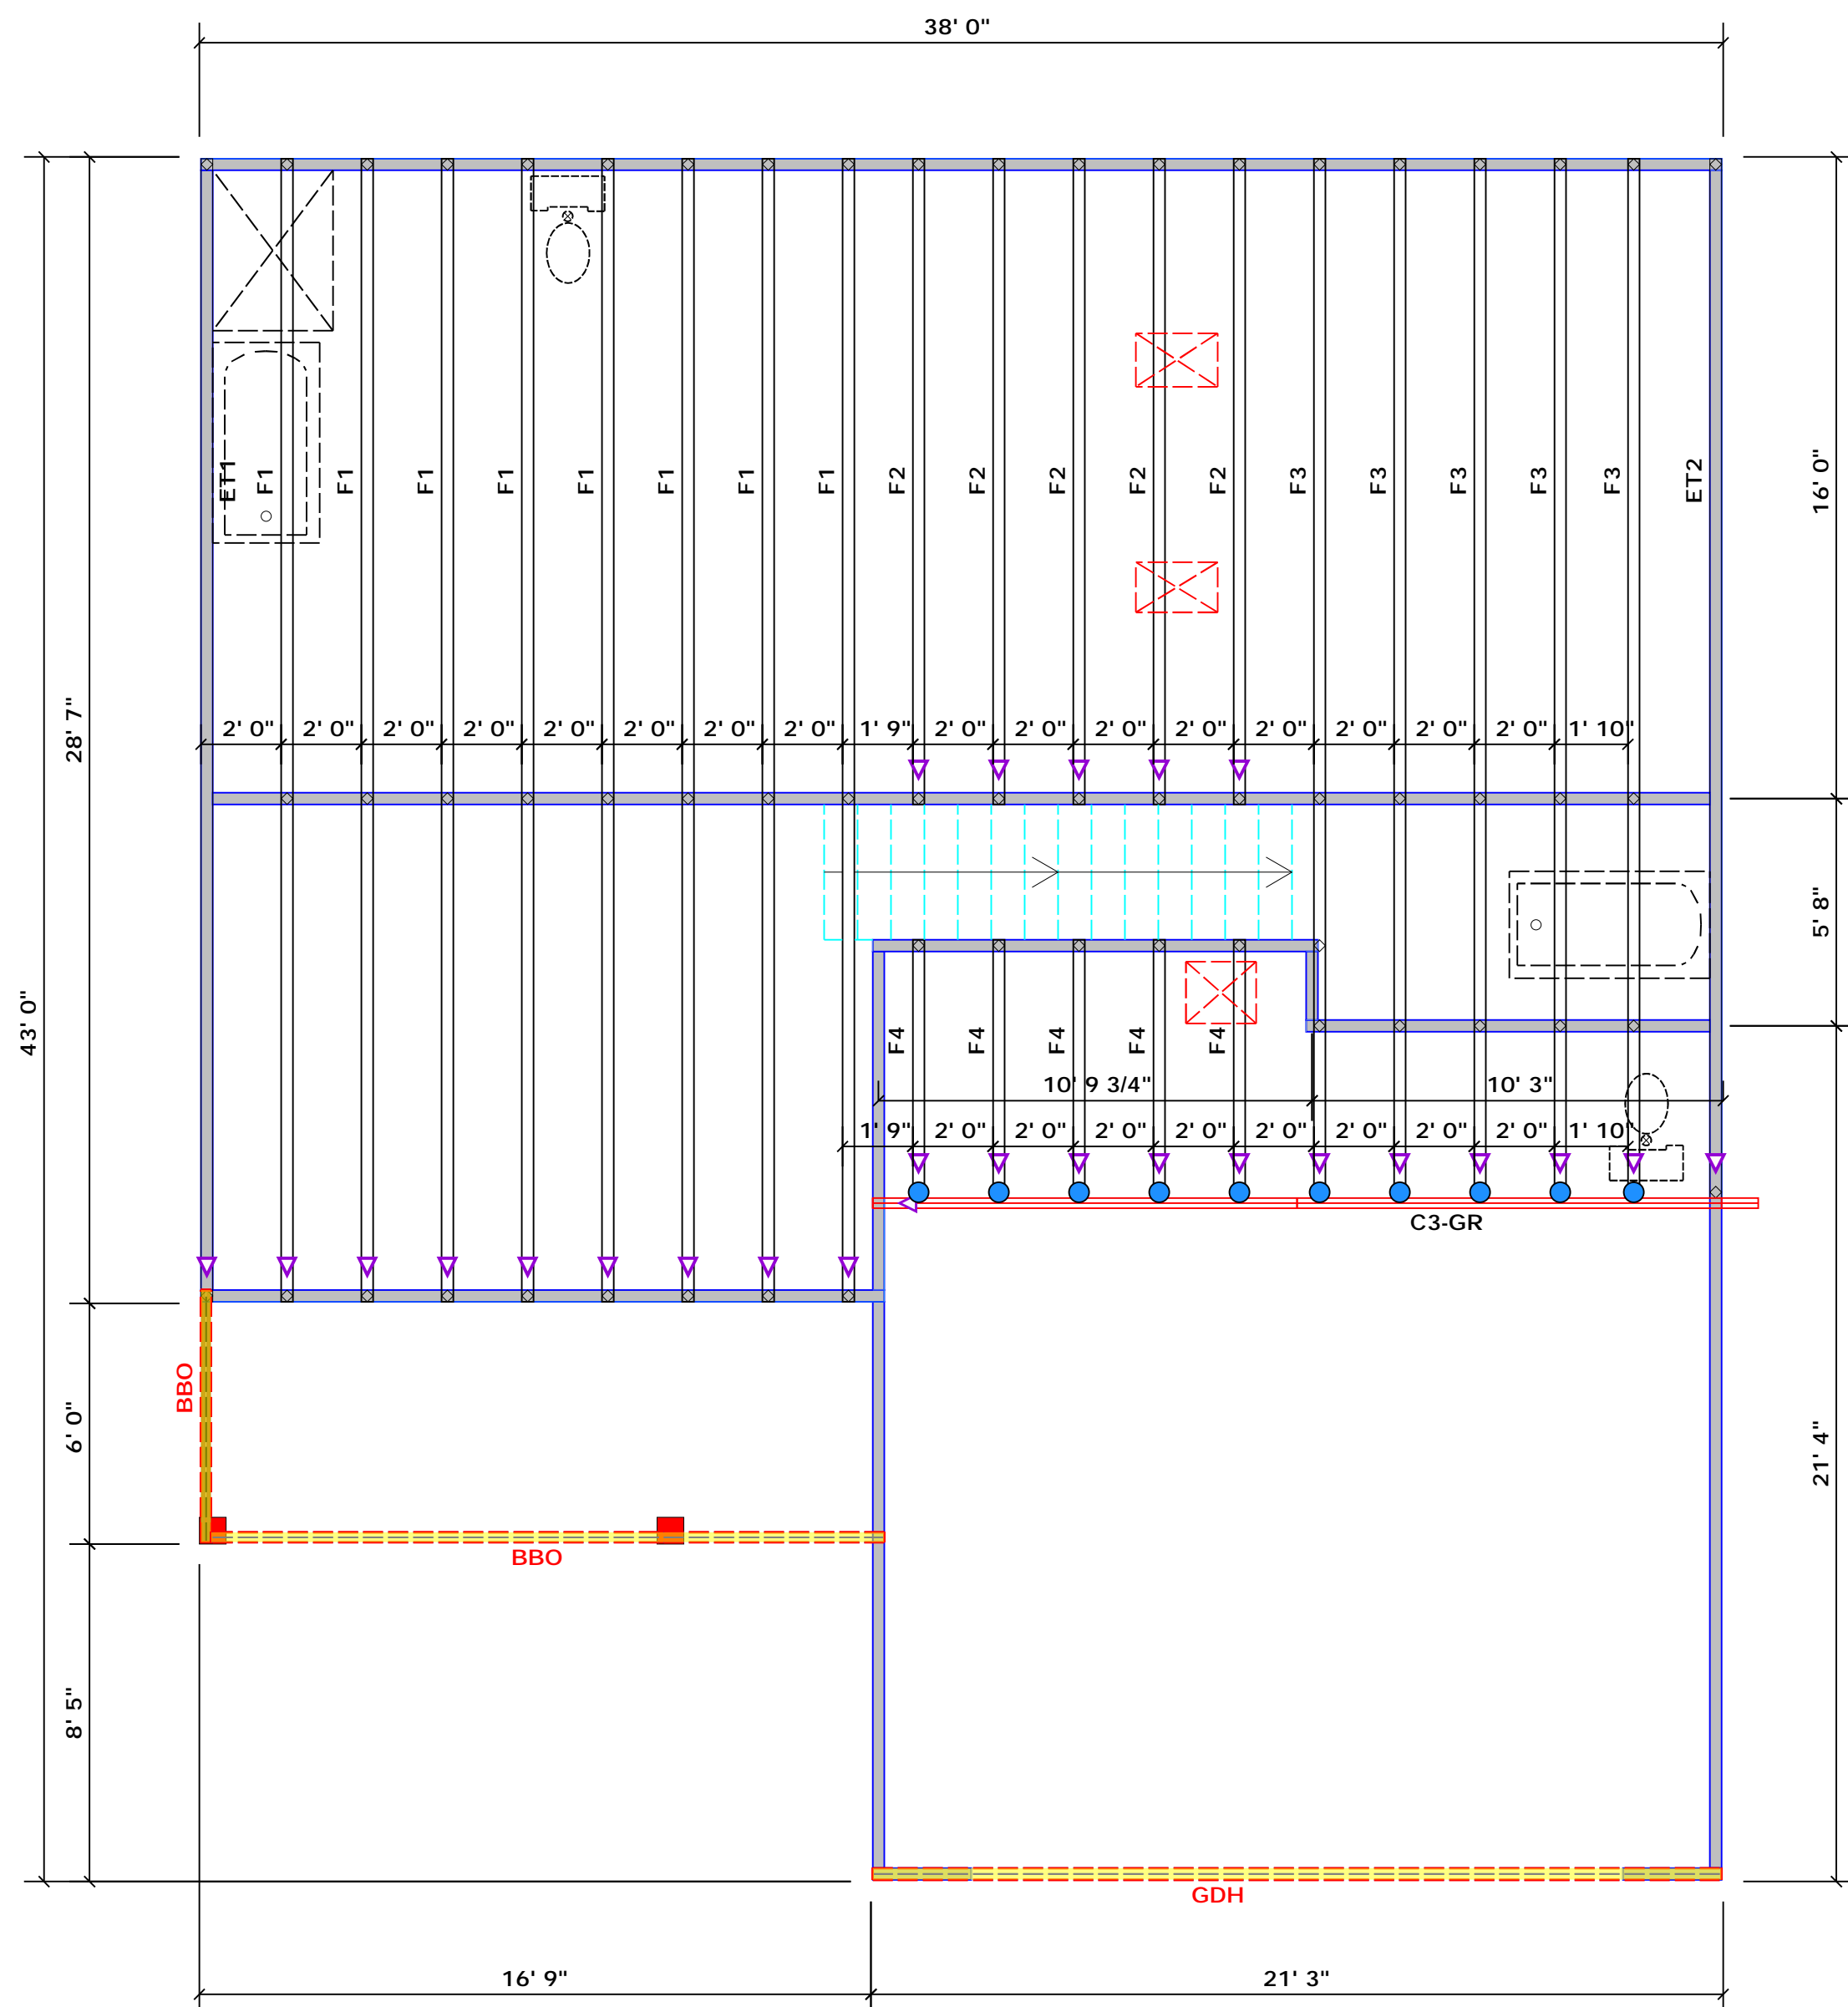 38' 0"
ET1
F1
F1
F1
F1
F1
F1
F1
F1
F2
F2
F2
F2
F2
F3
F3
F3
F3
F3
ET2
16' 0"
28' 7"
2' 0"
2' 0"
2' 0"
2' 0"
2' 0"
2' 0"
2' 0"
2' 0"
1' 9"
2' 0"
2' 0"
2' 0"
2' 0"
2' 0"
2' 0"
2' 0"
2' 0"
1' 10"
5' 8"
43' 0"
F4
F4
F4
F4
F4
10' 9 3/4"
10' 3"
1' 9"
2' 0"
2' 0"
2' 0"
2' 0"
2' 0"
2' 0"
2' 0"
2' 0"
1' 10"
C3-GR
BBO
6' 0"
21' 4"
BBO
8' 5"
GDH
16' 9"
21' 3"